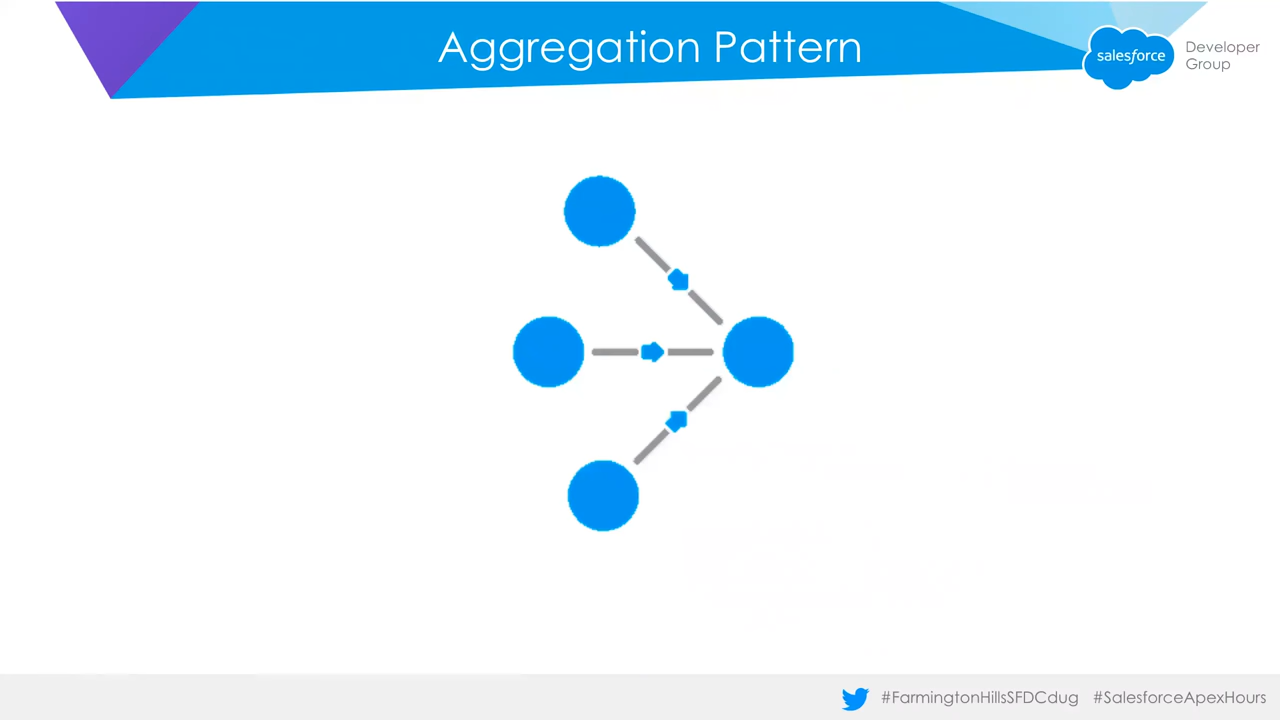 Aggregation Pattern
salesforce
Developer
Group
#FarmingtonHillsSFDCdug #SalesforceApexHours